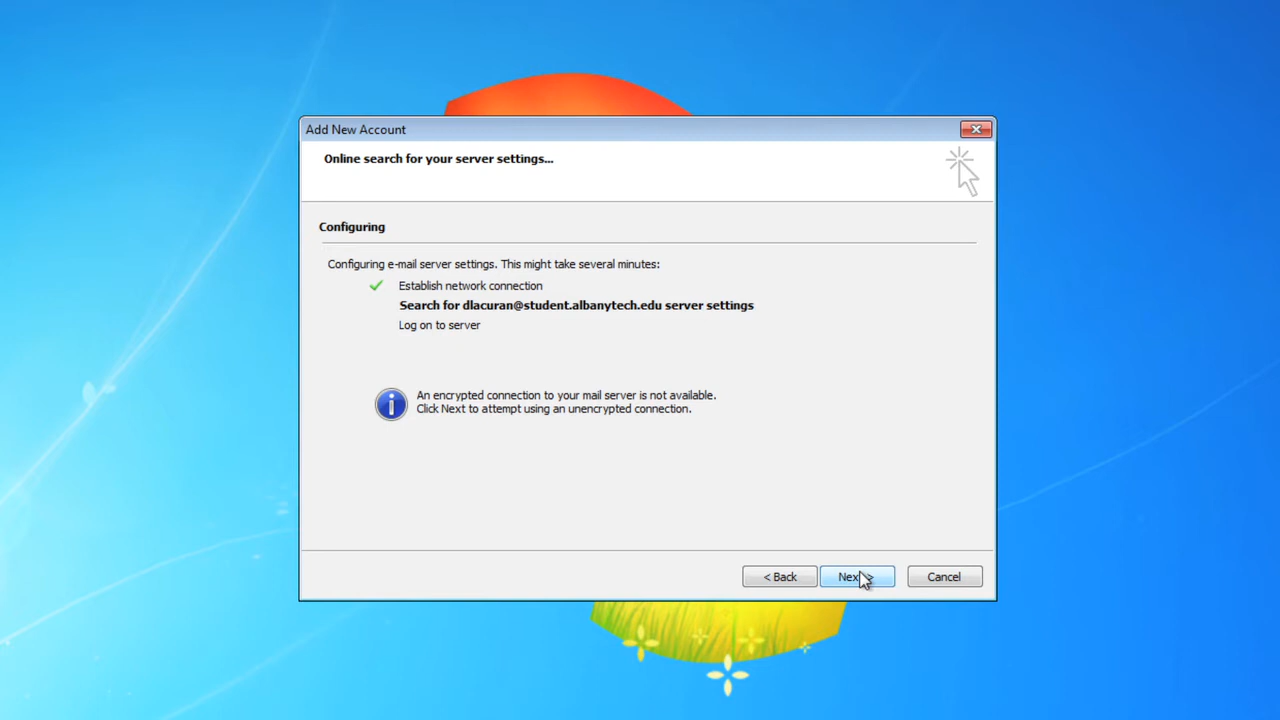 Add New Account
Online search for your server settings...
Configuring
Configuring e-mail server settings. This might take several minutes:
Establish network connection
Search for dlacuran@student.albanytech.edu server settings
Log on to server
An encrypted connection to your mail server is not available.
Click Next to attempt using an unencrypted connection.
< Back Next > Cancel